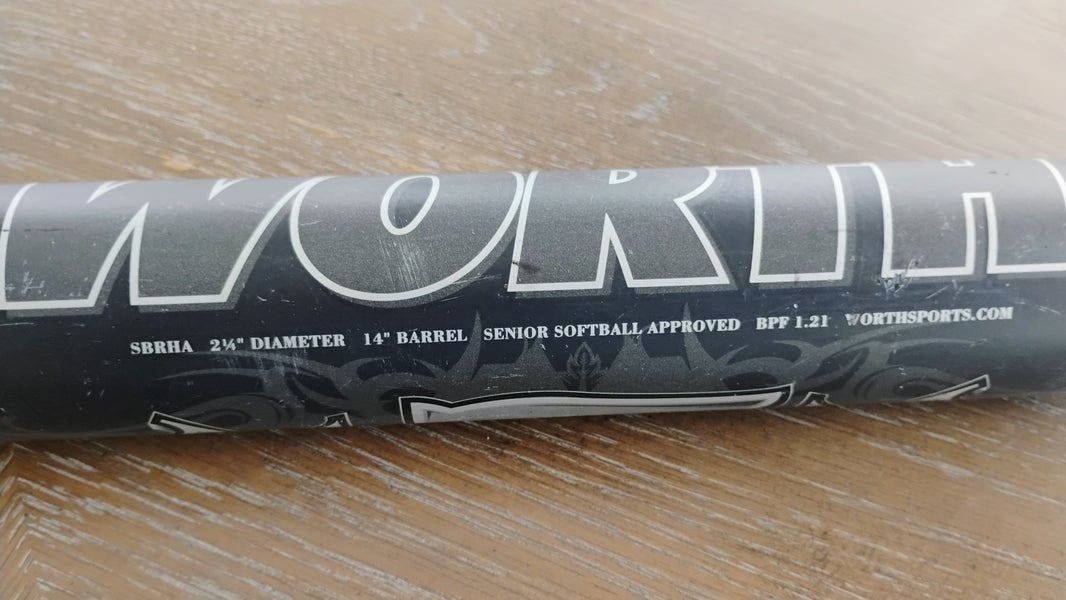 WORTH
SBRHA 2¼" DIAMETER 14" BARREL SENIOR SOFTBALL APPROVED BPF 1.21 WORTHSPORTS.COM